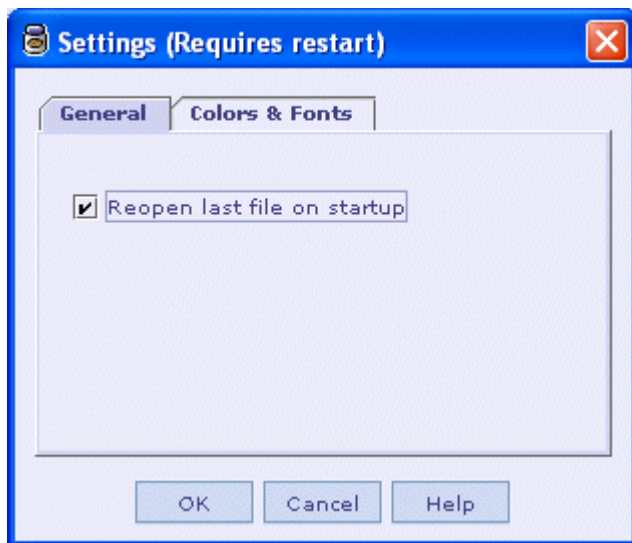 Settings (Requires restart)
General Colors & Fonts
Reopen last file on startup
OK Cancel Help